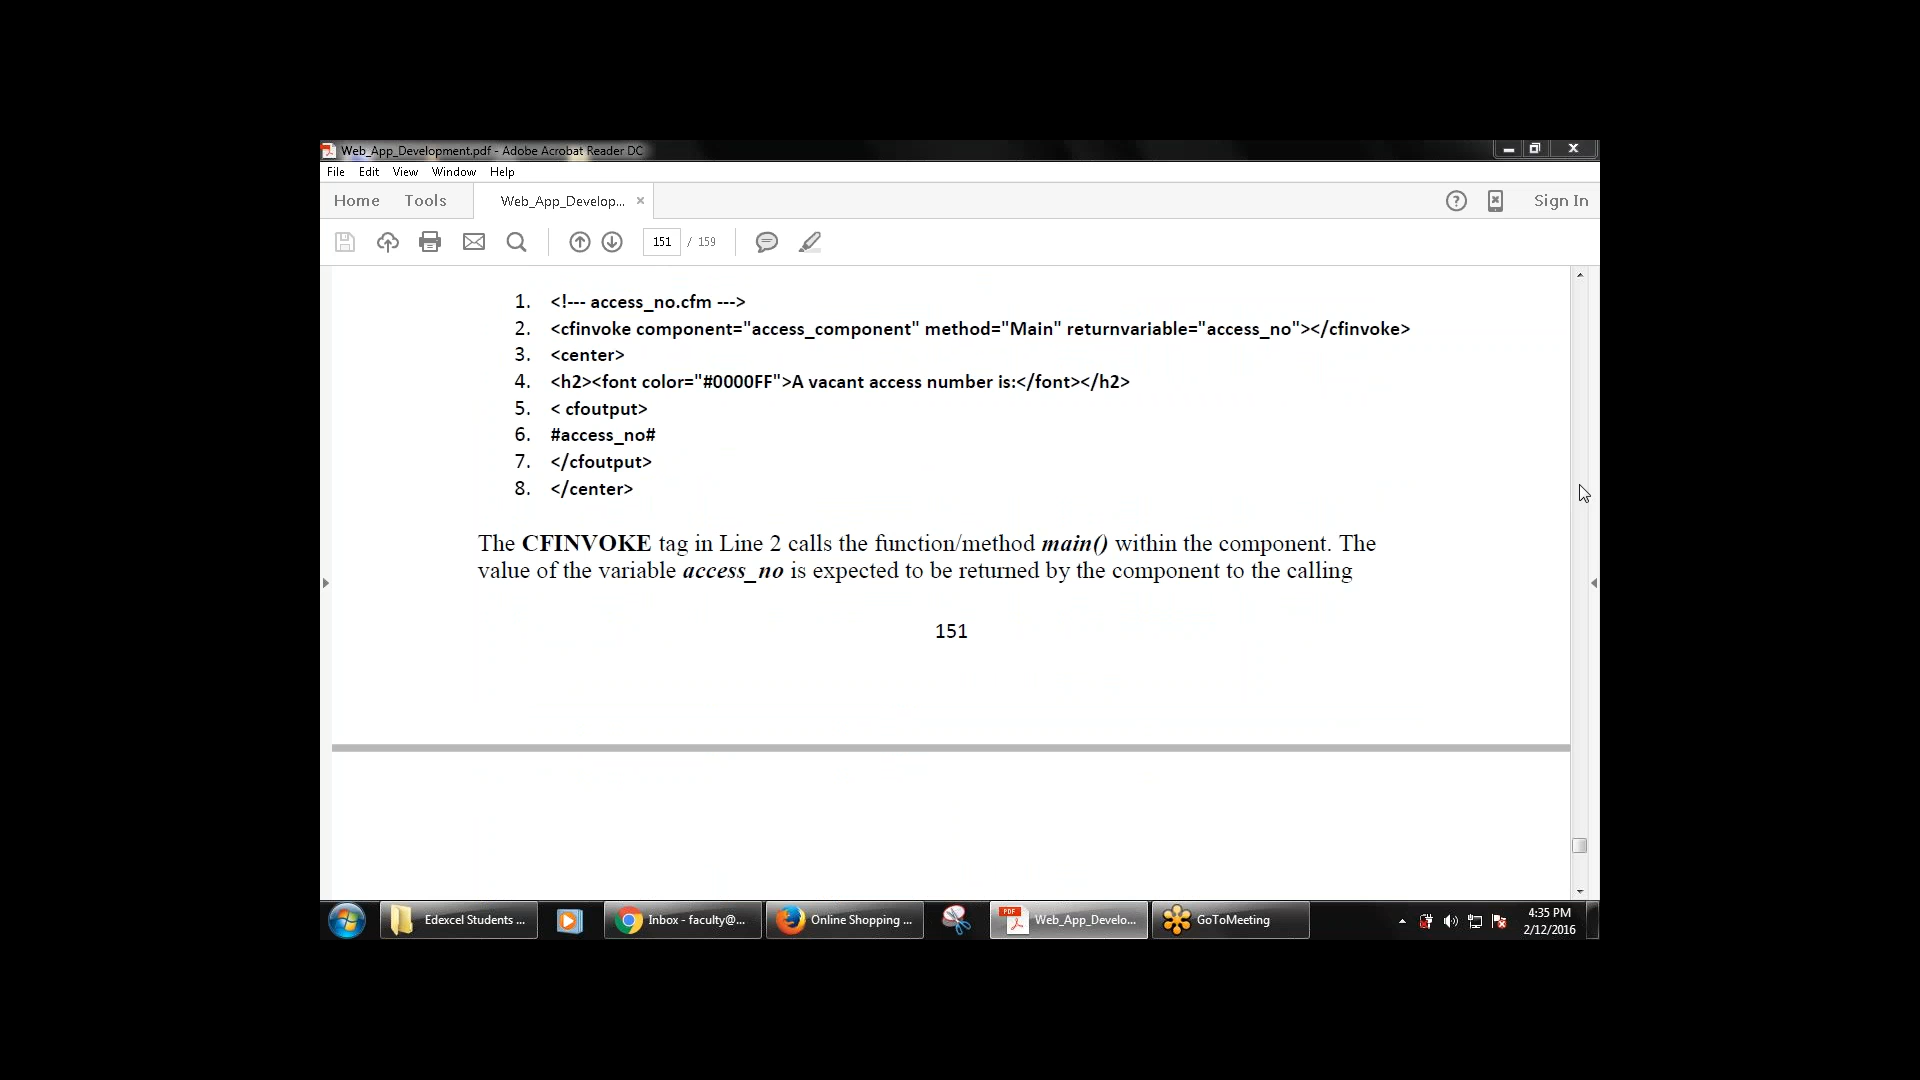 Web_App_Development.pdf - Adobe Acrobat Reader DC
File Edit View Window Help
Home Tools Web_App_Develop... × Sign In
151 / 159
1. <!--- access_no.cfm --->
2. <cfinvoke component="access_component" method="Main" returnvariable="access_no"></cfinvoke>
3. <center>
4. <h2><font color="#0000FF">A vacant access number is:</font></h2>
5. < cfoutput>
6. #access_no#
7. </cfoutput>
8. </center>
The CFINVOKE tag in Line 2 calls the function/method main() within the component. The
value of the variable access_no is expected to be returned by the component to the calling
151
Edexcel Students ... Inbox - faculty@... Online Shopping ... PDF Web_App_Develo... GoToMeeting 4:35 PM
2/12/2016